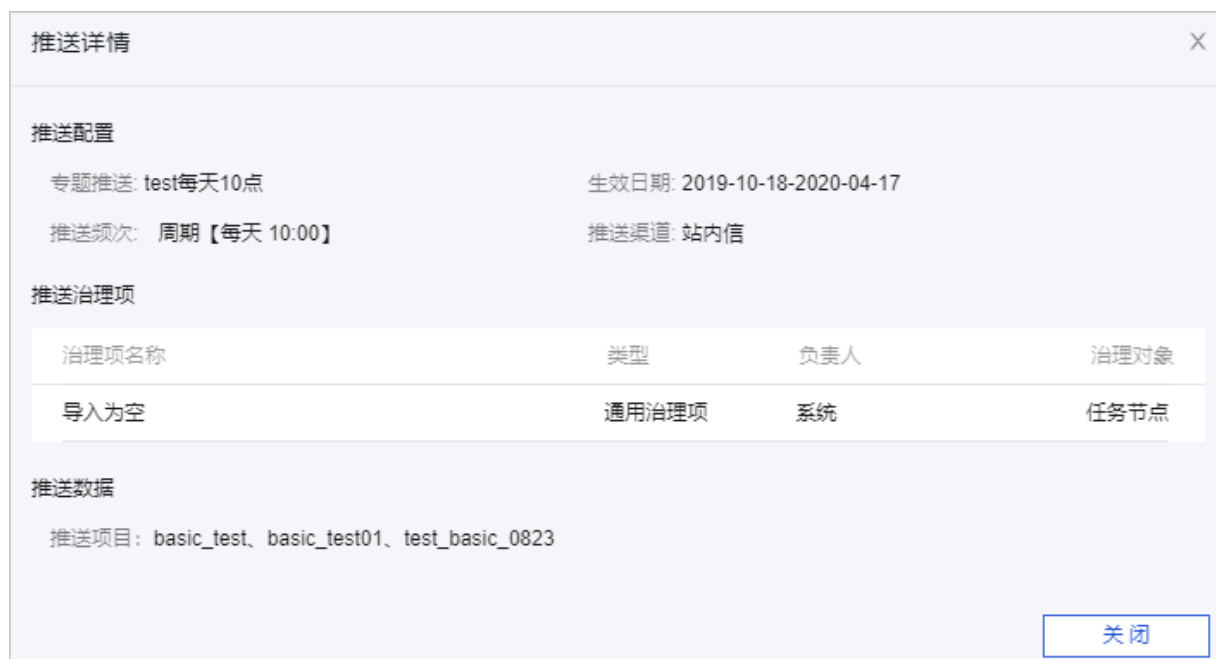 推送详情 X
推送配置
专题推送: test每天10点 生效日期: 2019-10-18-2020-04-17
推送频次: 周期【每天 10:00】 推送渠道: 站内信
推送治理项
治理项名称 类型 负责人 治理对象
导入为空 通用治理项 系统 任务节点
推送数据
推送项目：basic_test、basic_test01、test_basic_0823
关闭